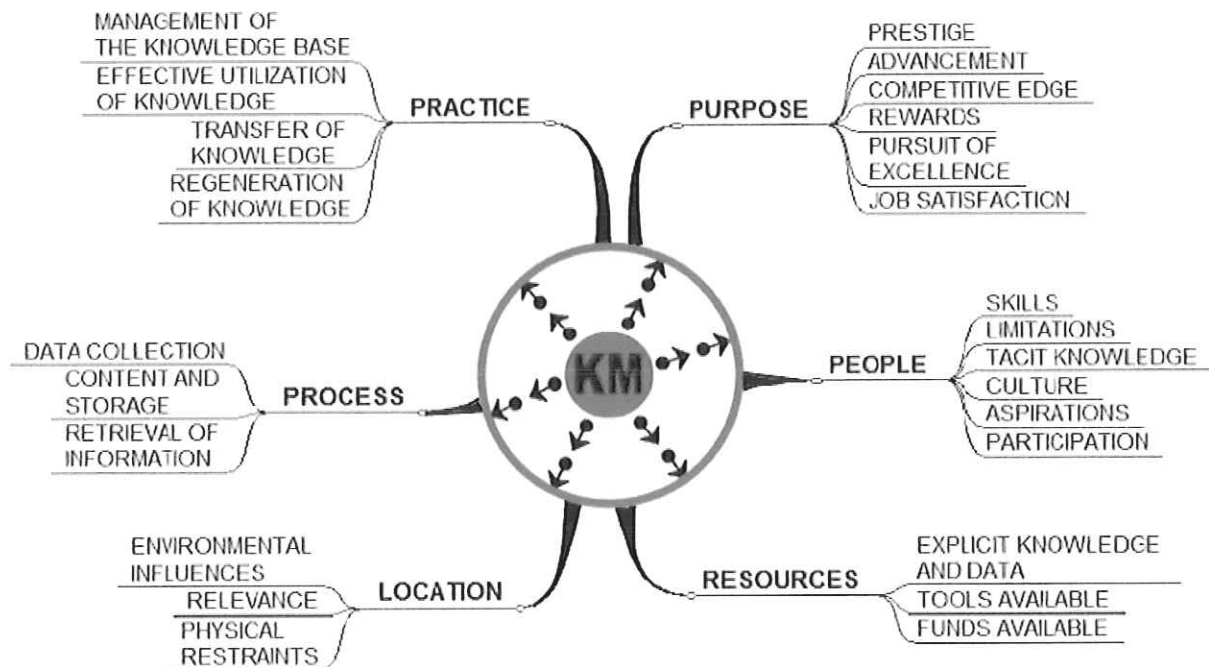 MANAGEMENT OF
THE KNOWLEDGE BASE
EFFECTIVE UTILIZATION
OF KNOWLEDGE
TRANSFER OF
KNOWLEDGE
REGENERATION
OF KNOWLEDGE
PRACTICE
PURPOSE
PRESTIGE
ADVANCEMENT
COMPETITIVE EDGE
REWARDS
PURSUIT OF
EXCELLENCE
JOB SATISFACTION
DATA COLLECTION
CONTENT AND
STORAGE
RETRIEVAL OF
INFORMATION
PROCESS
KM
PEOPLE
SKILLS
LIMITATIONS
TACIT KNOWLEDGE
CULTURE
ASPIRATIONS
PARTICIPATION
ENVIRONMENTAL
INFLUENCES
RELEVANCE
PHYSICAL
RESTRAINTS
LOCATION
RESOURCES
EXPLICIT KNOWLEDGE
AND DATA
TOOLS AVAILABLE
FUNDS AVAILABLE